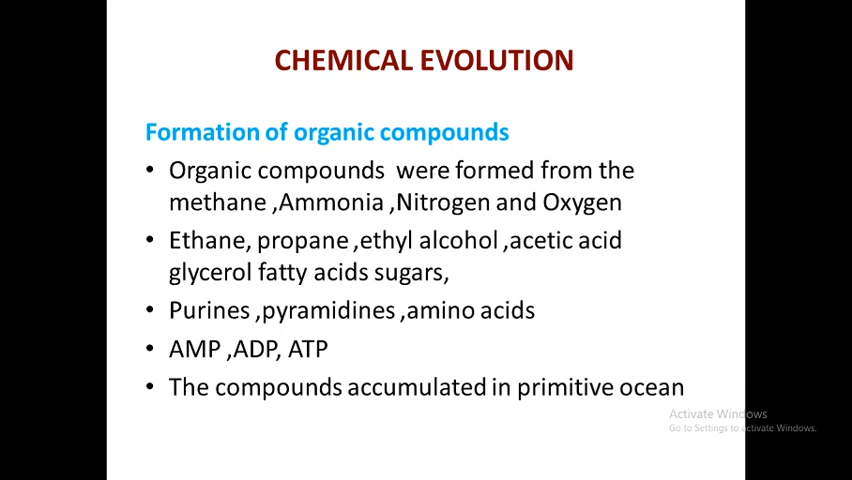 CHEMICAL EVOLUTION
Formation of organic compounds
• Organic compounds were formed from the
methane ,Ammonia ,Nitrogen and Oxygen
• Ethane, propane ,ethyl alcohol ,acetic acid
glycerol fatty acids sugars,
• Purines ,pyramidines ,amino acids
• AMP ,ADP, ATP
• The compounds accumulated in primitive ocean
Activate Windows
Go to Settings to activate Windows.